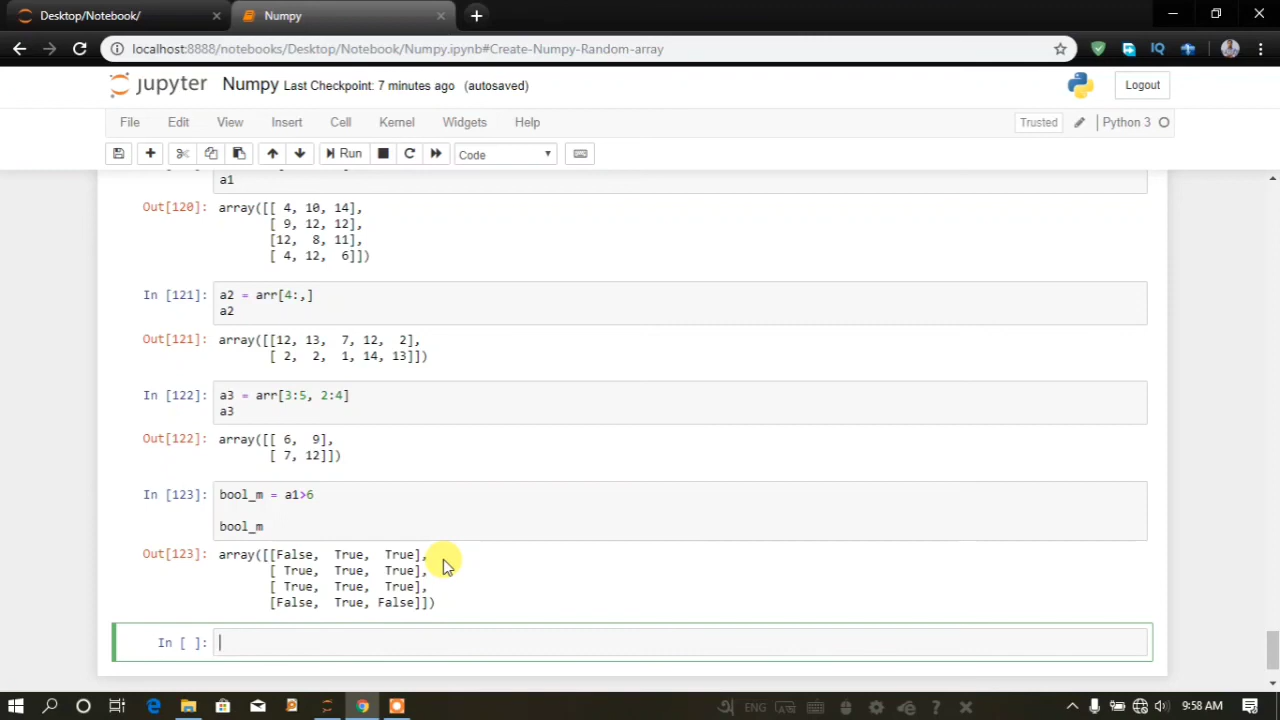 Desktop/Notebook/
Numpy
localhost:8888/notebooks/Desktop/Notebook/Numpy.ipynb#Create-Numpy-Random-array
IQ
jupyter Numpy Last Checkpoint: 7 minutes ago (autosaved)
Logout
File Edit View Insert Cell Kernel Widgets Help
Trusted Python 3
Run Code
a1
Out[120]: array([[ 4, 10, 14],
[ 9, 12, 12],
[12, 8, 11],
[ 4, 12, 6]])
In [121]: a2 = arr[4:,]
a2
Out[121]: array([[12, 13, 7, 12, 2],
[ 2, 2, 1, 14, 13]])
In [122]: a3 = arr[3:5, 2:4]
a3
Out[122]: array([[ 6, 9],
[ 7, 12]])
In [123]: bool_m = a1>6
bool_m
Out[123]: array([[False, True, True],
[ True, True, True],
[ True, True, True],
[False, True, False]])
In [ ]:
ENG
9:58 AM